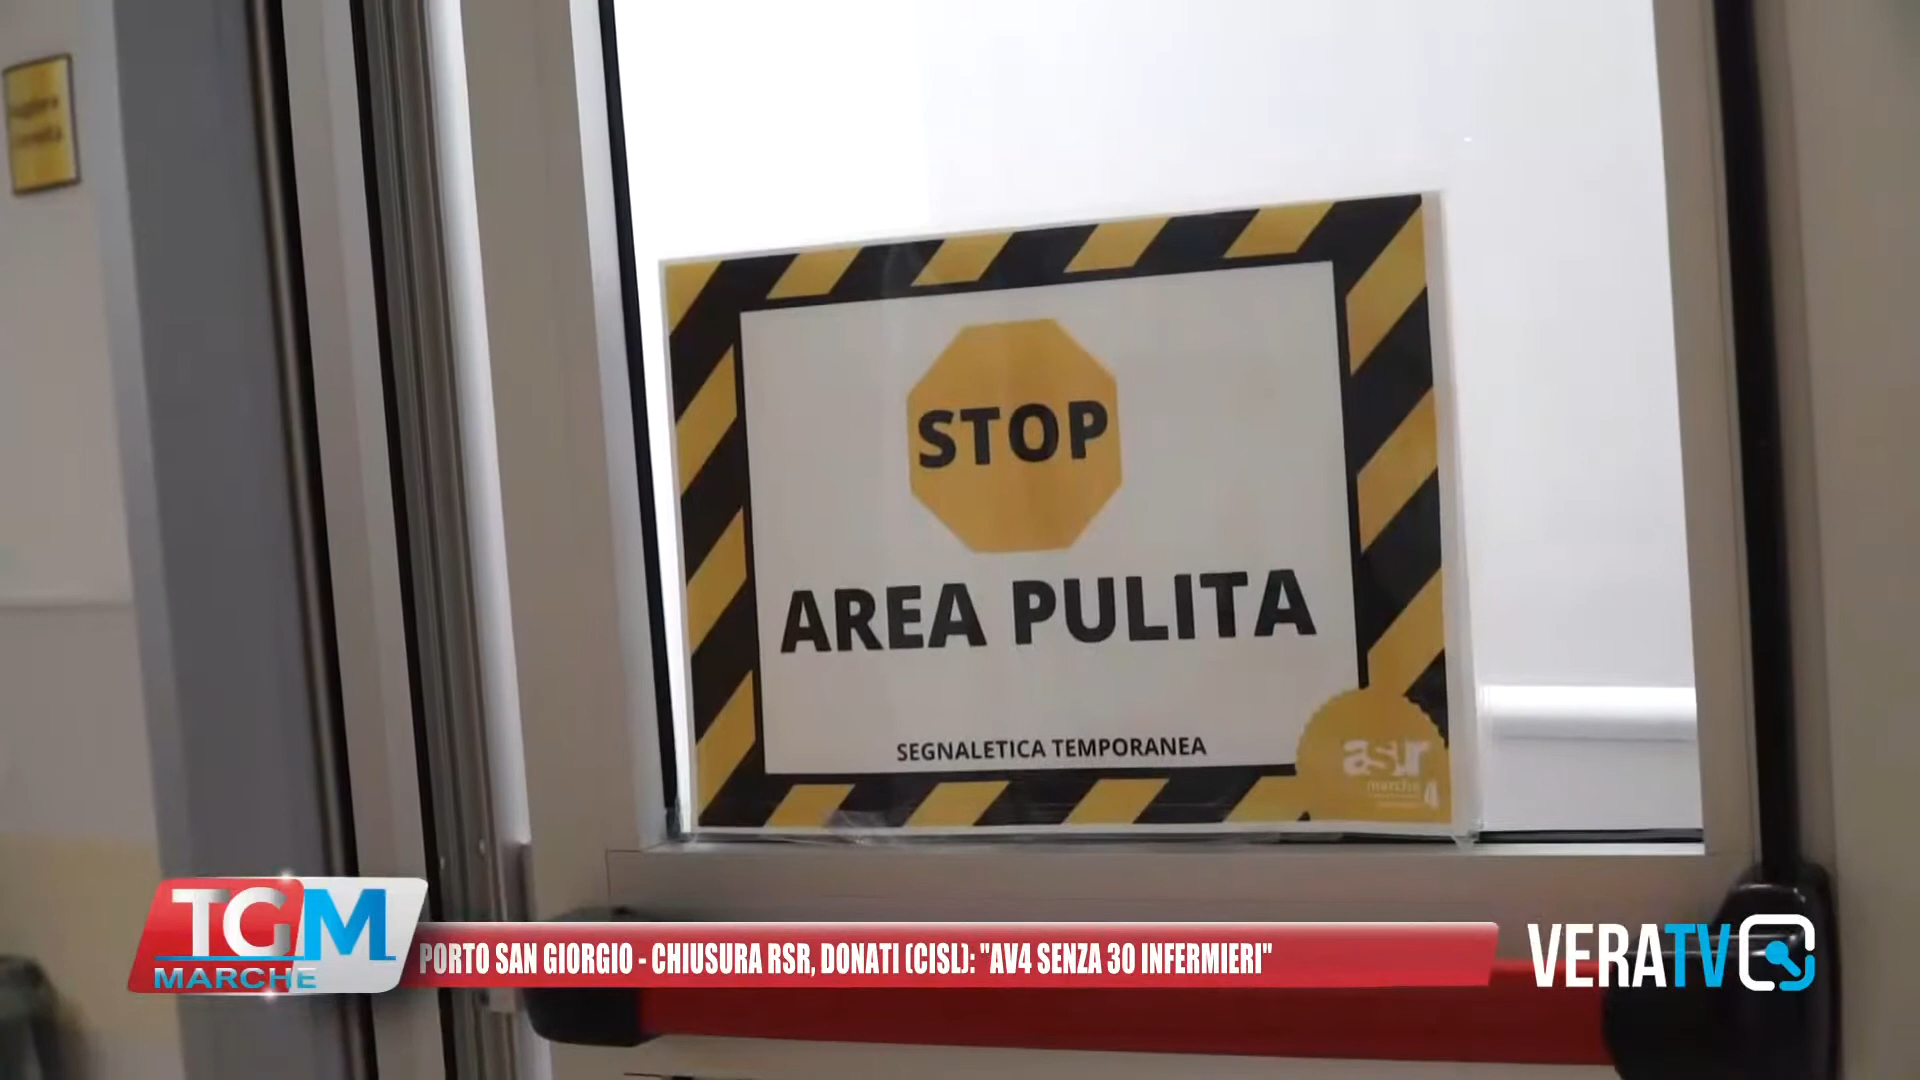 STOP
AREA PULITA
SEGNALETICA TEMPORANEA
asur
marche
4
TGM
MARCHE
PORTO SAN GIORGIO - CHIUSURA RSR, DONATI (CISL): "AV4 SENZA 30 INFERMIERI"
VERATV